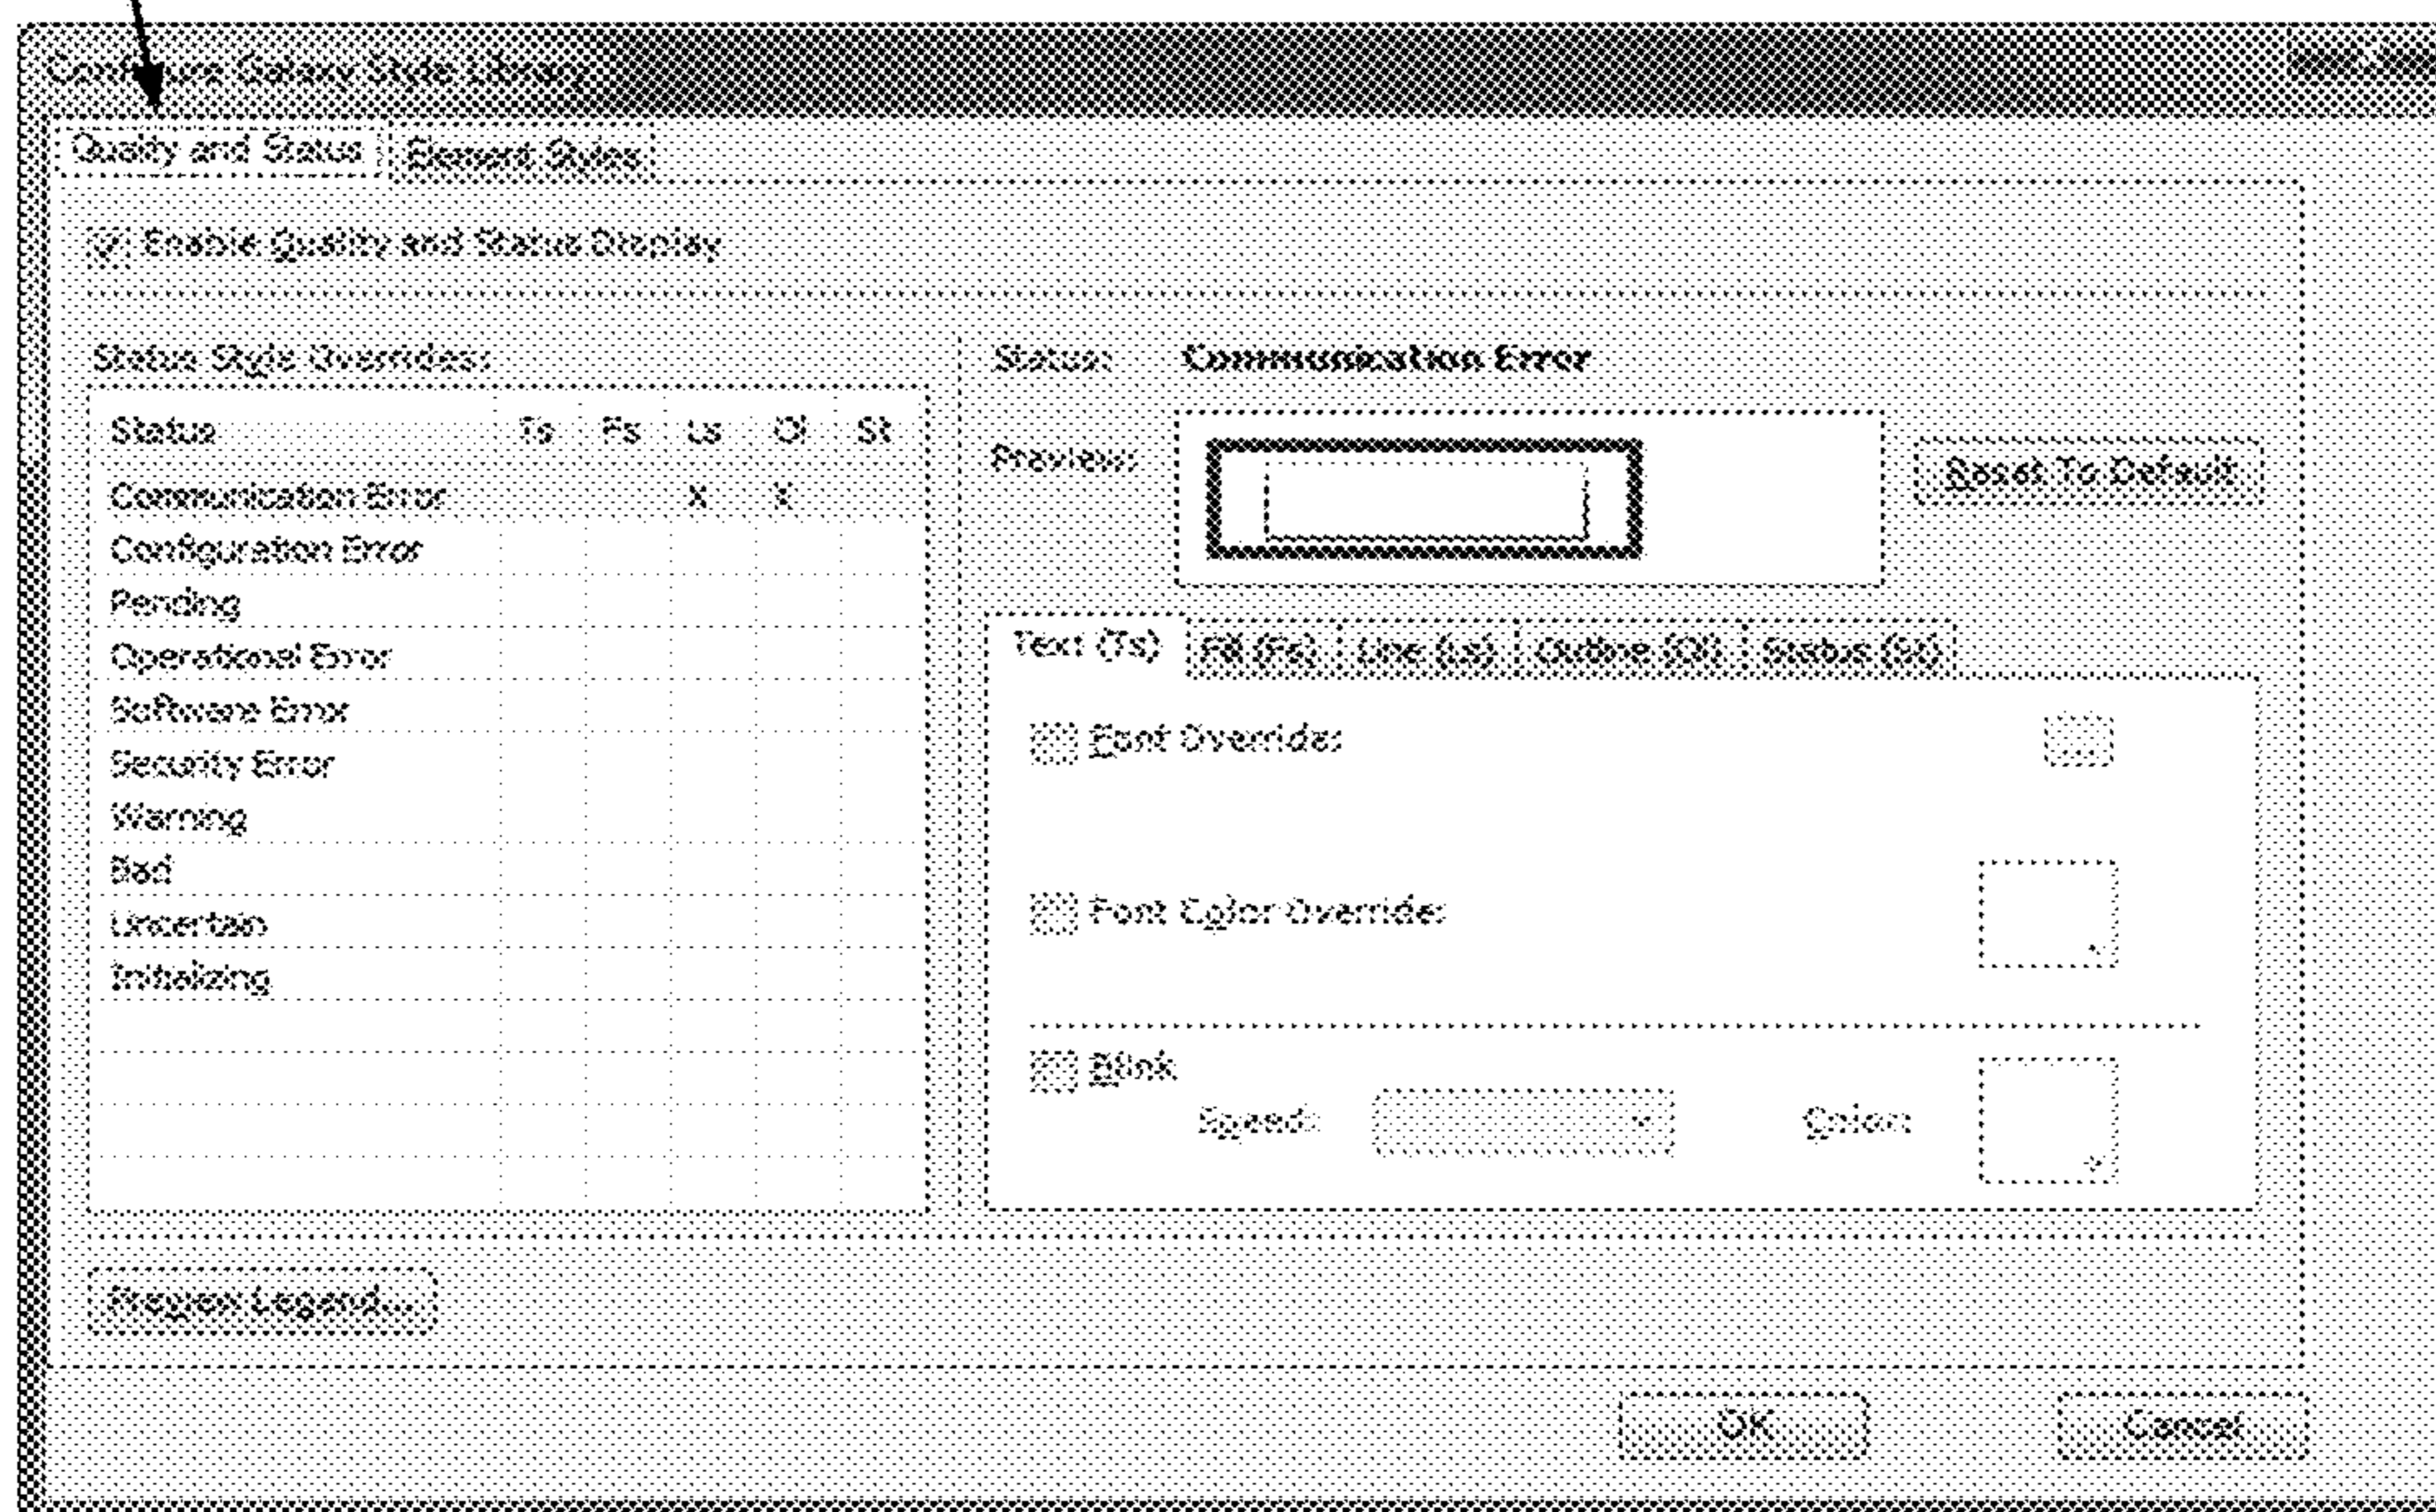 Configure Galaxy Style Library
Quality and Status
Element Styles
Enable Quality and Status Display
Status Style Overrides:
Status Ts Fs Ls Ol St
Communication Error X X
Configuration Error
Pending
Operational Error
Software Error
Security Error
Warning
Bad
Uncertain
Initializing
Preview Legend...
Status: Communication Error
Preview:
Reset To Default
Text (Ts) Fill (Fs) Line (Ls) Outline (Ol) Status (St)
Font Override:
...
Font Color Override:
Blink
Speed: Color:
OK Cancel